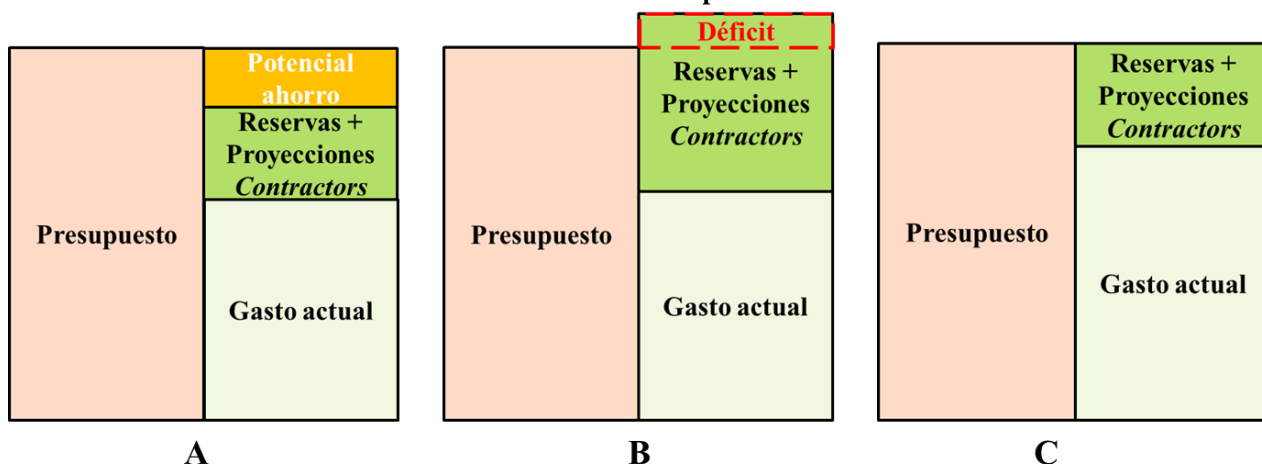 Potencial
ahorro
Reservas +
Proyecciones
Contractors
Presupuesto
Gasto actual
A
Déficit
Reservas +
Proyecciones
Contractors
Presupuesto
Gasto actual
B
Reservas +
Proyecciones
Contractors
Presupuesto
Gasto actual
C